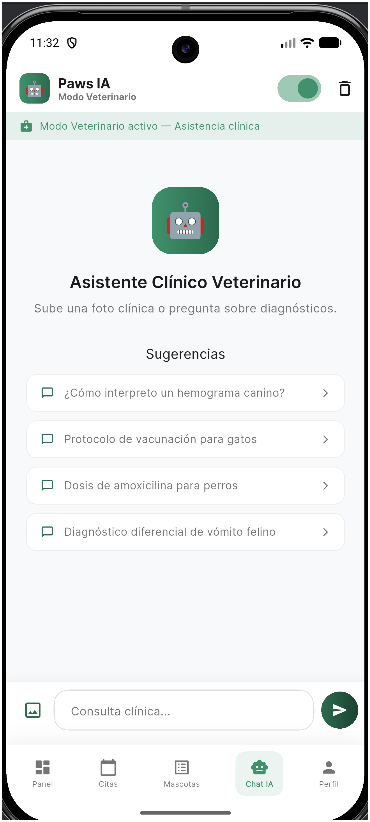 11:32
Paws IA
Modo Veterinario
Modo Veterinario activo — Asistencia clínica
Asistente Clínico Veterinario
Sube una foto clínica o pregunta sobre diagnósticos.
Sugerencias
¿Cómo interpreto un hemograma canino?
Protocolo de vacunación para gatos
Dosis de amoxicilina para perros
Diagnóstico diferencial de vómito felino
Consulta clínica...
Panel
Citas
Mascotas
Chat IA
Perfil